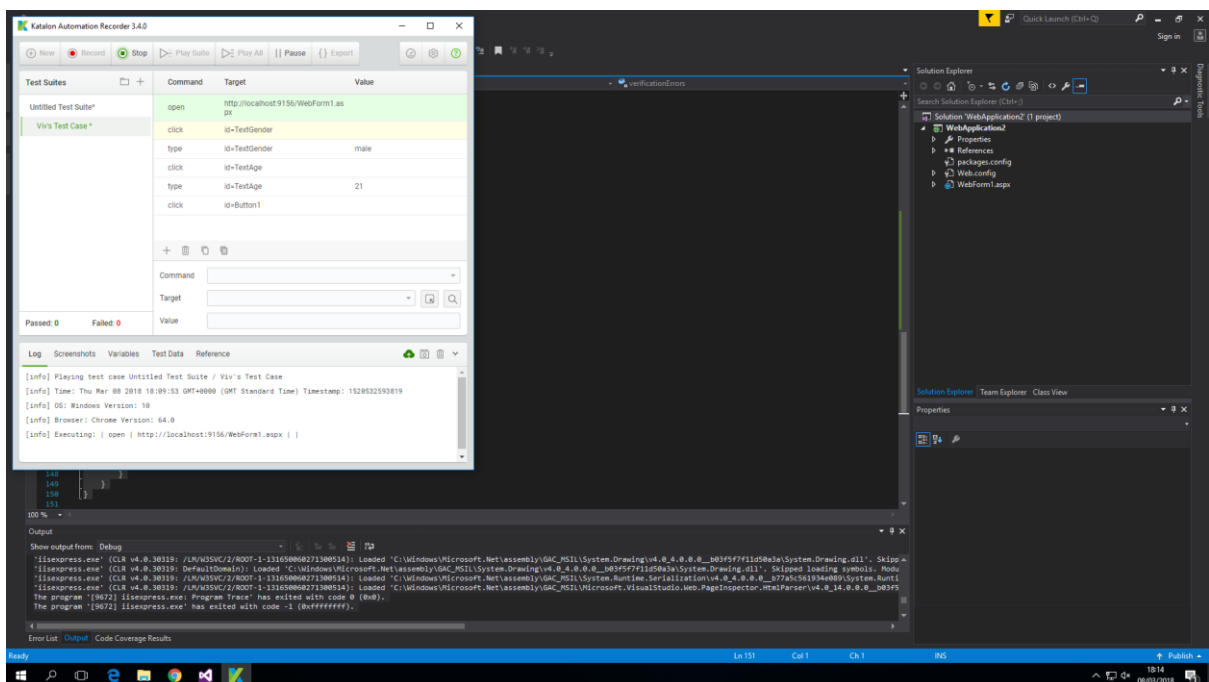 Katalon Automation Recorder 3.4.0
Quick Launch (Ctrl+Q)
Sign in
New Record Stop Play Suite Play All Pause {} Export
verificationErrors
Solution Explorer
Diagnostic Tools
Search Solution Explorer (Ctrl+;)
Solution 'WebApplication2' (1 project)
WebApplication2
Properties
References
packages.config
Web.config
WebForm1.aspx
Test Suites
Untitled Test Suite*
Viv's Test Case *
Command Target Value
open http://localhost:9156/WebForm1.as
px
click id=TextGender
type id=TextGender male
click id=TextAge
type id=TextAge 21
click id=Button1
Command
Target
Value
Passed: 0 Failed: 0
Log Screenshots Variables Test Data Reference
[info] Playing test case Untitled Test Suite / Viv's Test Case
[info] Time: Thu Mar 08 2018 18:09:53 GMT+0000 (GMT Standard Time) Timestamp: 1520532593819
[info] OS: Windows Version: 10
[info] Browser: Chrome Version: 64.0
[info] Executing: | open | http://localhost:9156/WebForm1.aspx | |
Solution Explorer Team Explorer Class View
Properties
148 }
149 }
150 }
151
100 %
Output
Show output from: Debug
'iisexpress.exe' (CLR v4.0.30319: /LM/W3SVC/2/ROOT-1-131650060271300514): Loaded 'C:\Windows\Microsoft.Net\assembly\GAC_MSIL\System.Drawing\v4.0_4.0.0.0__b03f5f7f11d50a3a\System.Drawing.dll'. Skipp
'iisexpress.exe' (CLR v4.0.30319: DefaultDomain): Loaded 'C:\Windows\Microsoft.Net\assembly\GAC_MSIL\System.Drawing\v4.0_4.0.0.0__b03f5f7f11d50a3a\System.Drawing.dll'. Skipped loading symbols. Modu
'iisexpress.exe' (CLR v4.0.30319: /LM/W3SVC/2/ROOT-1-131650060271300514): Loaded 'C:\Windows\Microsoft.Net\assembly\GAC_MSIL\System.Runtime.Serialization\v4.0_4.0.0.0__b77a5c561934e089\System.Runti
'iisexpress.exe' (CLR v4.0.30319: /LM/W3SVC/2/ROOT-1-131650060271300514): Loaded 'C:\Windows\Microsoft.Net\assembly\GAC_MSIL\Microsoft.VisualStudio.Web.PageInspector.HtmlParser\v4.0_14.0.0.0__b03f5
The program '[9672] iisexpress.exe: Program Trace' has exited with code 0 (0x0).
The program '[9672] iisexpress.exe' has exited with code -1 (0xffffffff).
Error List Output Code Coverage Results
Ready Ln 151 Col 1 Ch 1 INS Publish
18:14
08/03/2018